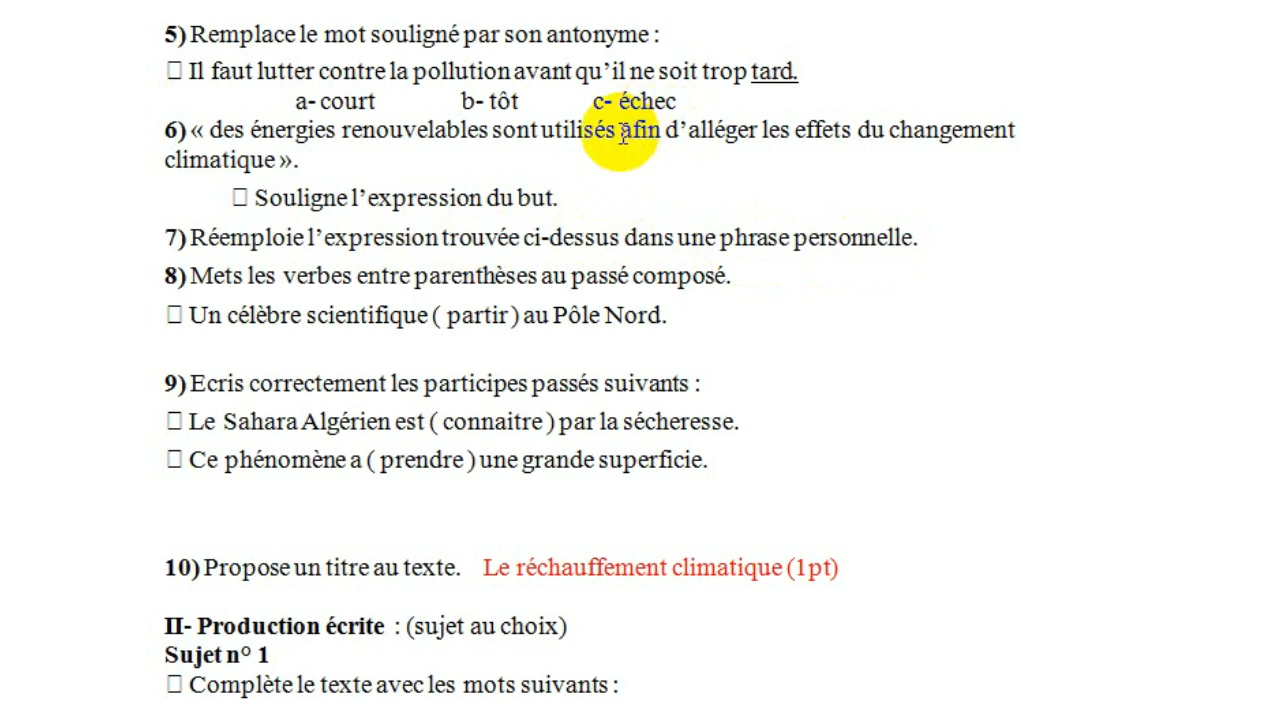 5) Remplace le mot souligné par son antonyme :
□ Il faut lutter contre la pollution avant qu’il ne soit trop tard.
a- court b- tôt c- échec
6) « des énergies renouvelables sont utilisés afin d’alléger les effets du changement
climatique ».
□ Souligne l’expression du but.
7) Réemploie l’expression trouvée ci-dessus dans une phrase personnelle.
8) Mets les verbes entre parenthèses au passé composé.
□ Un célèbre scientifique ( partir ) au Pôle Nord.
9) Ecris correctement les participes passés suivants :
□ Le Sahara Algérien est ( connaitre ) par la sécheresse.
□ Ce phénomène a ( prendre ) une grande superficie.
10) Propose un titre au texte. Le réchauffement climatique (1pt)
II- Production écrite : (sujet au choix)
Sujet n° 1
□ Complète le texte avec les mots suivants :